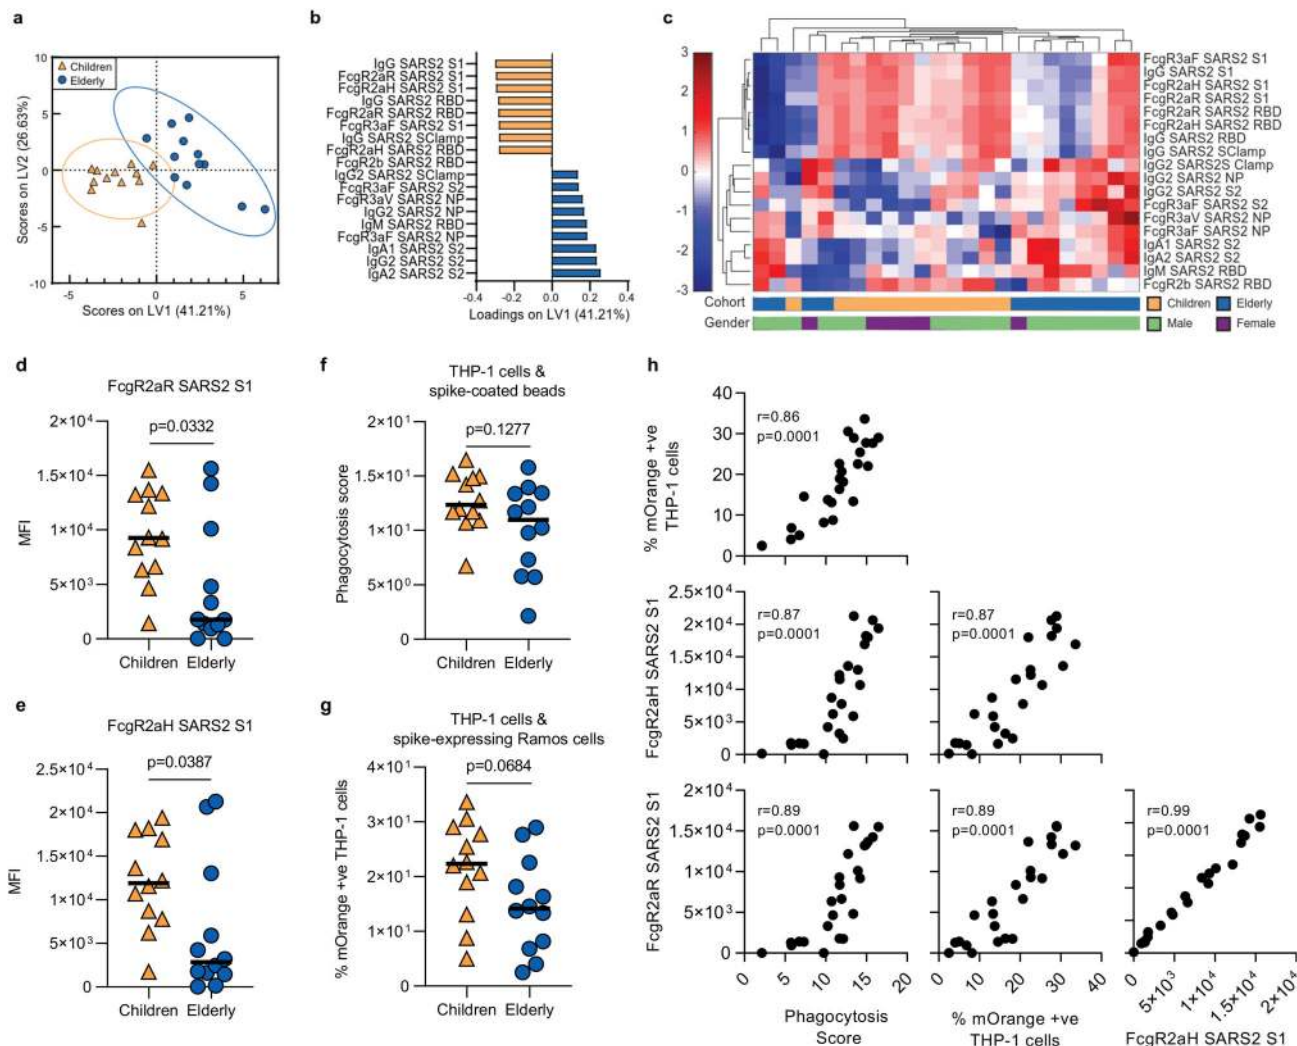 a
10
5
0
-5
-10
Scores on LV2 (26.63%)
Children
Elderly
-5
0
5
Scores on LV1 (41.21%)
b
IgG SARS2 S1
FcgR2aR SARS2 S1
FcgR2aH SARS2 S1
IgG SARS2 RBD
FcgR2aR SARS2 RBD
FcgR3aF SARS2 S1
IgG SARS2 SClamp
FcgR2aH SARS2 RBD
FcgR2b SARS2 RBD
IgG2 SARS2 SClamp
FcgR3aF SARS2 S2
FcgR3aV SARS2 NP
IgG2 SARS2 NP
IgM SARS2 RBD
FcgR3aF SARS2 NP
IgA1 SARS2 S2
IgG2 SARS2 S2
IgA2 SARS2 S2
-0.4 -0.2 0.0 0.2 0.4
Loadings on LV1 (41.21%)
c
3
2
1
0
-1
-2
-3
FcgR3aF SARS2 S1
IgG SARS2 S1
FcgR2aH SARS2 S1
FcgR2aR SARS2 S1
FcgR2aR SARS2 RBD
FcgR2aH SARS2 RBD
IgG SARS2 RBD
IgG SARS2 SClamp
IgG2 SARS2S Clamp
IgG2 SARS2 NP
IgG2 SARS2 S2
FcgR3aF SARS2 S2
FcgR3aV SARS2 NP
FcgR3aF SARS2 NP
IgA1 SARS2 S2
IgA2 SARS2 S2
IgM SARS2 RBD
FcR2b SARS2 RBD
Cohort
Gender
Children
Elderly
Male
Female
d
FcgR2aR SARS2 S1
2×10⁴
1.5×10⁴
1×10⁴
5×10³
0
MFI
p=0.0332
Children Elderly
e
FcgR2aH SARS2 S1
2.5×10⁴
2×10⁴
1.5×10⁴
1×10⁴
5×10³
0
MFI
p=0.0387
Children Elderly
f
THP-1 cells &
spike-coated beads
2×10¹
1.5×10¹
1×10¹
5×10⁰
0
Phagocytosis score
p=0.1277
Children Elderly
g
THP-1 cells &
spike-expressing Ramos cells
4×10¹
3×10¹
2×10¹
1×10¹
0
% mOrange +ve THP-1 cells
p=0.0684
Children Elderly
h
40
30
20
10
0
% mOrange +ve
THP-1 cells
r=0.86
p=0.0001
0 5 10 15 20
2.5×10⁴
2×10⁴
1.5×10⁴
1×10⁴
5×10³
0
FcgR2aH SARS2 S1
r=0.87
p=0.0001
r=0.87
p=0.0001
2×10⁴
1.5×10⁴
1×10⁴
5×10³
0
FcgR2aR SARS2 S1
r=0.89
p=0.0001
r=0.89
p=0.0001
r=0.99
p=0.0001
0 5 10 15 20
Phagocytosis
Score
0 10 20 30 40
% mOrange +ve
THP-1 cells
0
5×10³
1×10⁴
1.5×10⁴
2×10⁴
FcgR2aH SARS2 S1